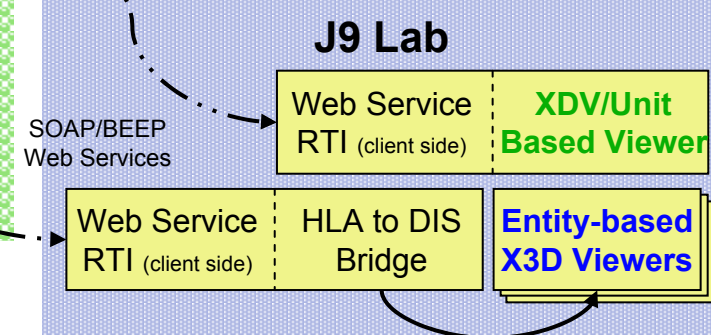 J9 Lab
Web Service
RTI (client side)
XDV/Unit
Based Viewer
SOAP/BEEP
Web Services
Web Service
RTI (client side)
HLA to DIS
Bridge
Entity-based
X3D Viewers